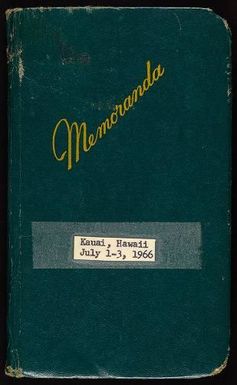 Memoranda
Kauai, Hawaii
July 1-3, 1966